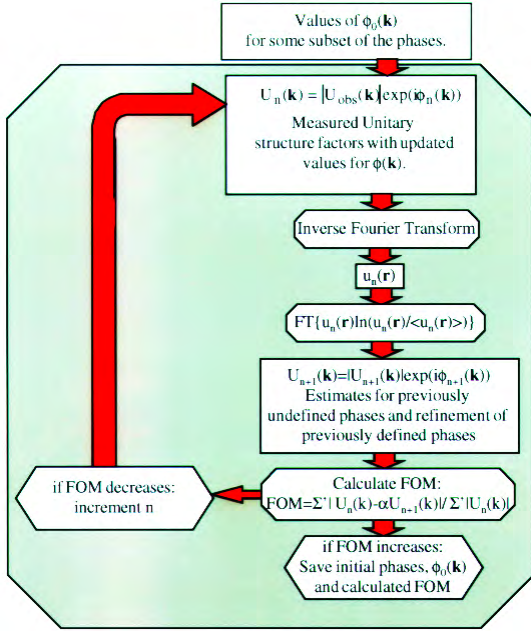 Values of ϕ₀(k)
for some subset of the phases.
Uₙ(k) = |U_obs(k)|exp(iϕₙ(k))
Measured Unitary
structure factors with updated
values for ϕ(k).
Inverse Fourier Transform
uₙ(r)
FT{uₙ(r)ln(uₙ(r)/<uₙ(r)>)}
Uₙ₊₁(k)=|Uₙ₊₁(k)|exp(iϕₙ₊₁(k))
Estimates for previously
undefined phases and refinement of
previously defined phases
Calculate FOM:
FOM=Σ'| Uₙ(k)-αUₙ₊₁(k)|/ Σ'|Uₙ(k)|
if FOM decreases:
increment n
if FOM increases:
Save initial phases, ϕ₀(k)
and calculated FOM